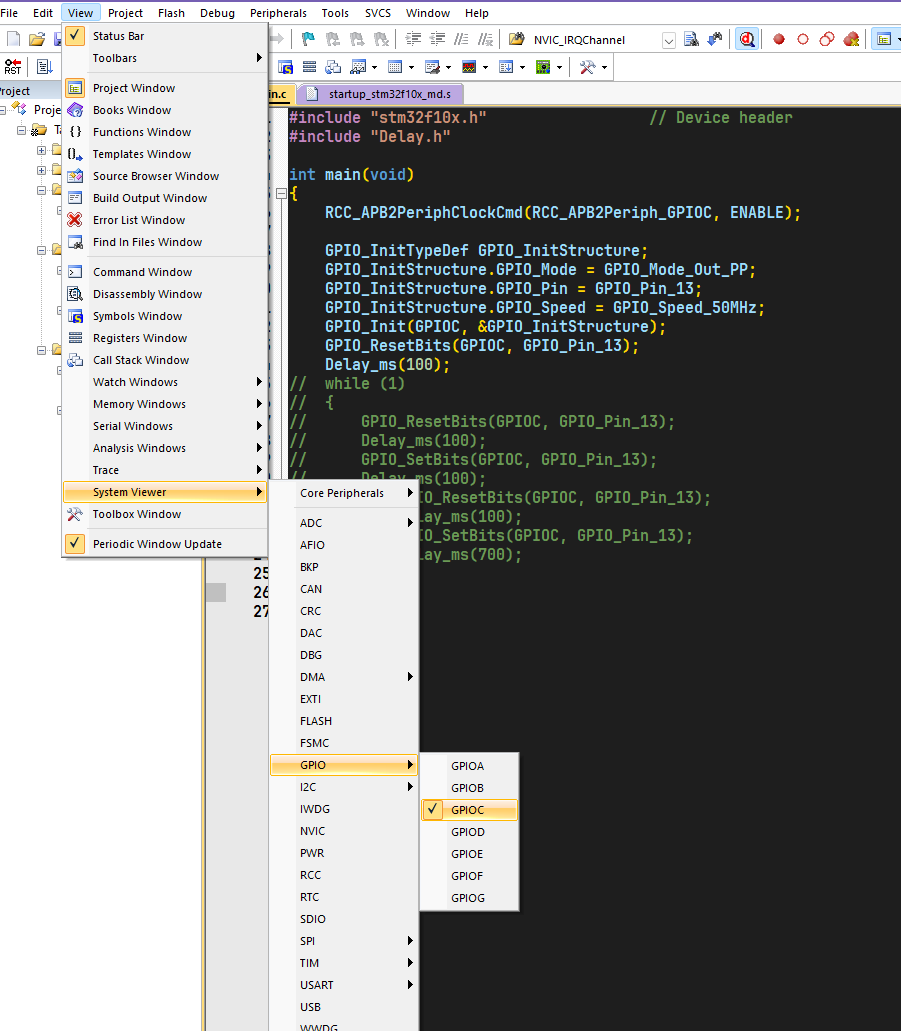 File Edit View Project Flash Debug Peripherals Tools SVCS Window Help
NVIC_IRQChannel
RST
Project
Status Bar
Toolbars
Project Window
Books Window
Functions Window
Templates Window
Source Browser Window
Build Output Window
Error List Window
Find In Files Window
Command Window
Disassembly Window
Symbols Window
Registers Window
Call Stack Window
Watch Windows
Memory Windows
Serial Windows
Analysis Windows
Trace
System Viewer
Toolbox Window
Periodic Window Update
Core Peripherals
ADC
AFIO
BKP
CAN
CRC
DAC
DBG
DMA
EXTI
FLASH
FSMC
GPIO
I2C
IWDG
NVIC
PWR
RCC
RTC
SDIO
SPI
TIM
USART
USB
WWDG
GPIOA
GPIOB
GPIOC
GPIOD
GPIOE
GPIOF
GPIOG
in.c startup_stm32f10x_md.s
#include "stm32f10x.h" // Device header
#include "Delay.h"
int main(void)
{
RCC_APB2PeriphClockCmd(RCC_APB2Periph_GPIOC, ENABLE);
GPIO_InitTypeDef GPIO_InitStructure;
GPIO_InitStructure.GPIO_Mode = GPIO_Mode_Out_PP;
GPIO_InitStructure.GPIO_Pin = GPIO_Pin_13;
GPIO_InitStructure.GPIO_Speed = GPIO_Speed_50MHz;
GPIO_Init(GPIOC, &GPIO_InitStructure);
GPIO_ResetBits(GPIOC, GPIO_Pin_13);
Delay_ms(100);
// while (1)
// {
// GPIO_ResetBits(GPIOC, GPIO_Pin_13);
// Delay_ms(100);
// GPIO_SetBits(GPIOC, GPIO_Pin_13);
// Delay_ms(100);
IO_ResetBits(GPIOC, GPIO_Pin_13);
lay_ms(100);
IO_SetBits(GPIOC, GPIO_Pin_13);
lay_ms(700);
25
26
27